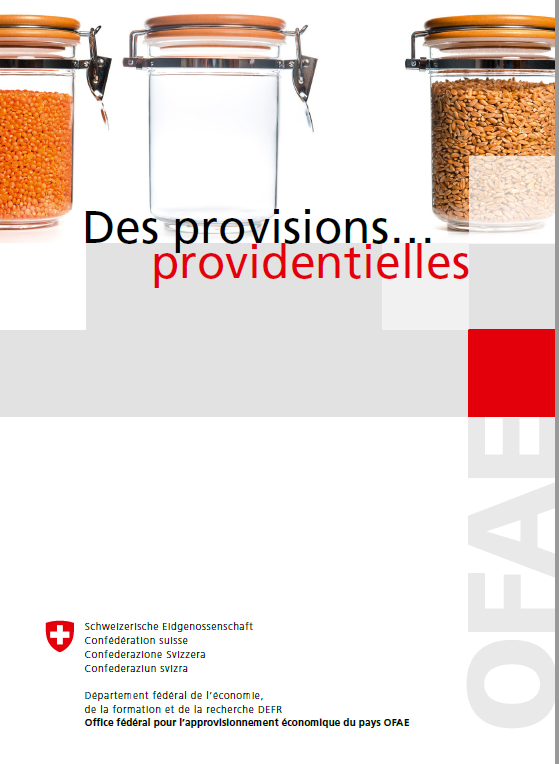 Des provisions...
providentielles
OFAE
Schweizerische Eidgenossenschaft
Confédération suisse
Confederazione Svizzera
Confederaziun svizra
Département fédéral de l'économie,
de la formation et de la recherche DEFR
Office fédéral pour l'approvisionnement économique du pays OFAE